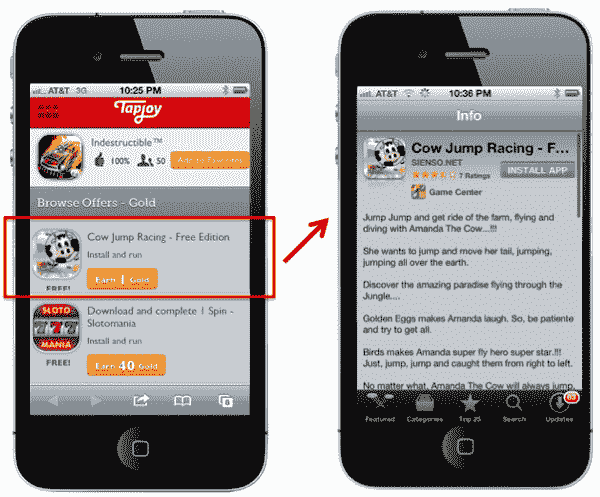 AT&T 3G 10:25 PM
Tapjoy
Indestructible™
100% 50 Add to Favorites
Browse Offers - Gold
Cow Jump Racing - Free Edition
Install and run
Earn 1 Gold
FREE!
Download and complete 1 Spin -
Slotomania
Install and run
SLOTO
777
MANIA
Earn 40 Gold
FREE!
AT&T 10:36 PM
Info
Cow Jump Racing - F...
SIENSO.NET
7 Ratings
INSTALL APP
Game Center
Jump Jump and get ride of the farm, flying and
diving with Amanda The Cow...!!!
She wants to jump and move her tail, jumping,
jumping all over the earth.
Discover the amazing paradise flying through the
Jungle....
Golden Eggs makes Amanda laugh. So, be patiente
and try to get all.
Birds makes Amanda super fly hero super star.!!!
Just, jump, jump and caught them from right to left.
No matter what, Amanda The Cow will always jump
Featured Categories Top 25 Search Updates